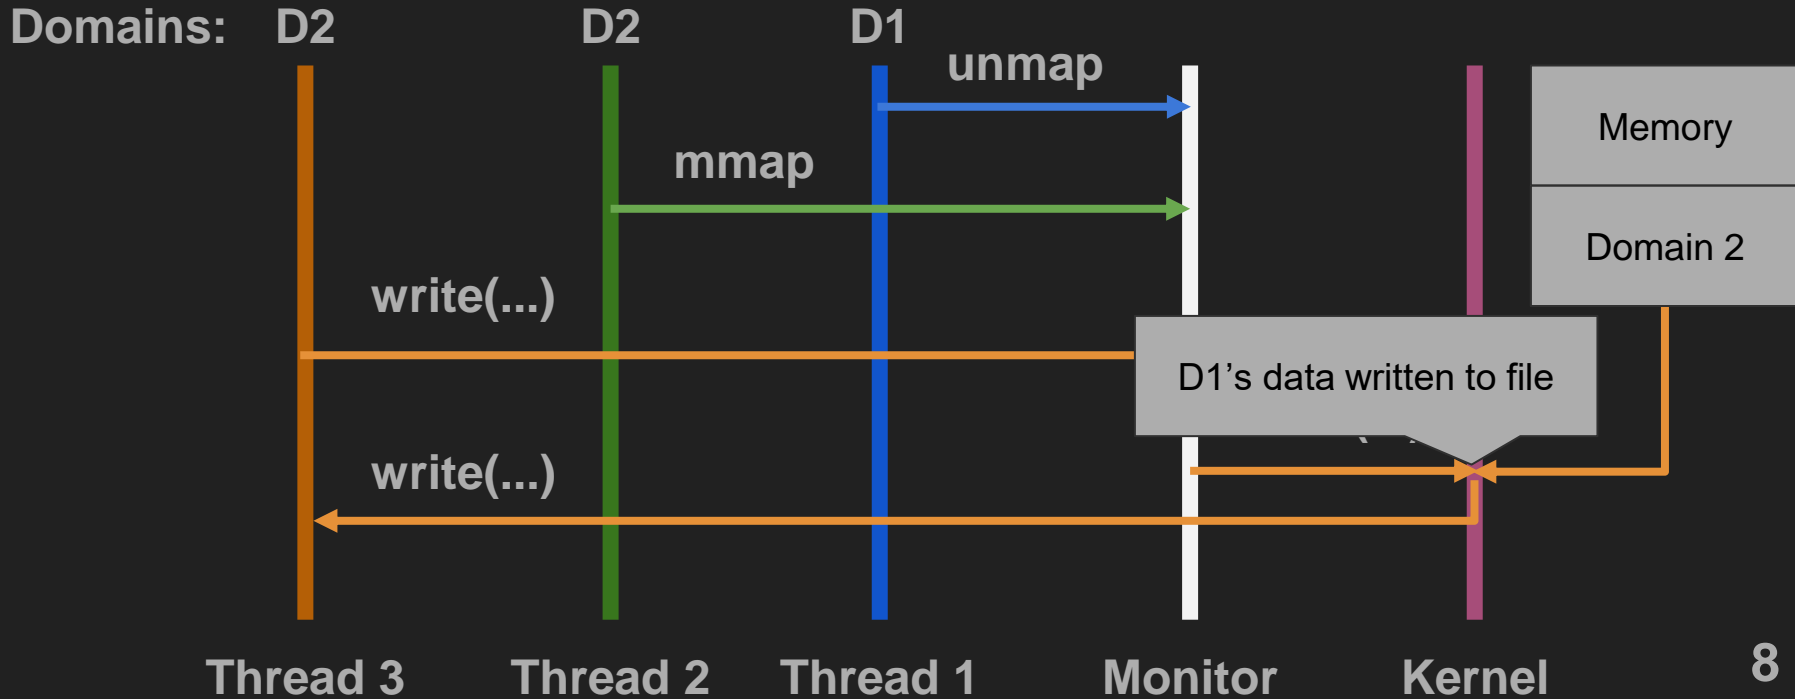 Domains: D2 D2 D1
unmap
Memory
mmap
Domain 2
write(...)
D1’s data written to file
write(...)
Thread 3 Thread 2 Thread 1 Monitor Kernel 8